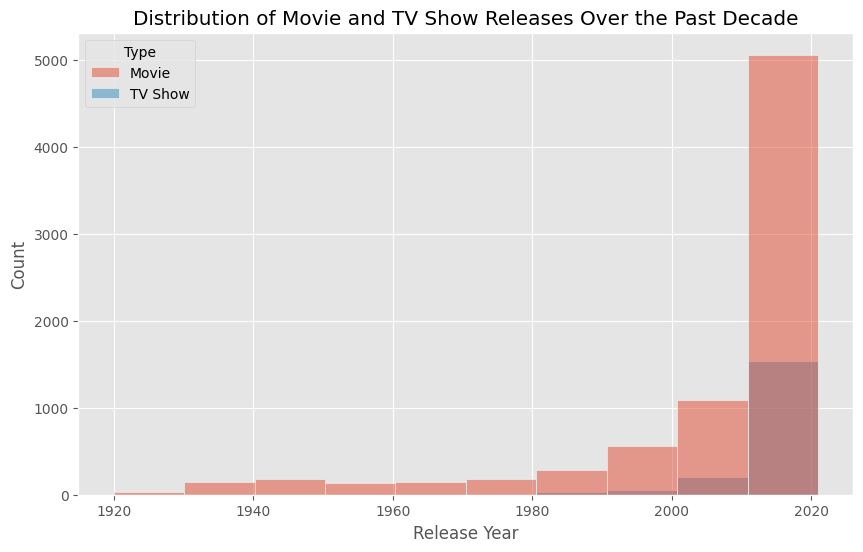 Distribution of Movie and TV Show Releases Over the Past Decade
Type
Movie
TV Show
5000
4000
3000
2000
1000
0
Count
1920
1940
1960
1980
2000
2020
Release Year